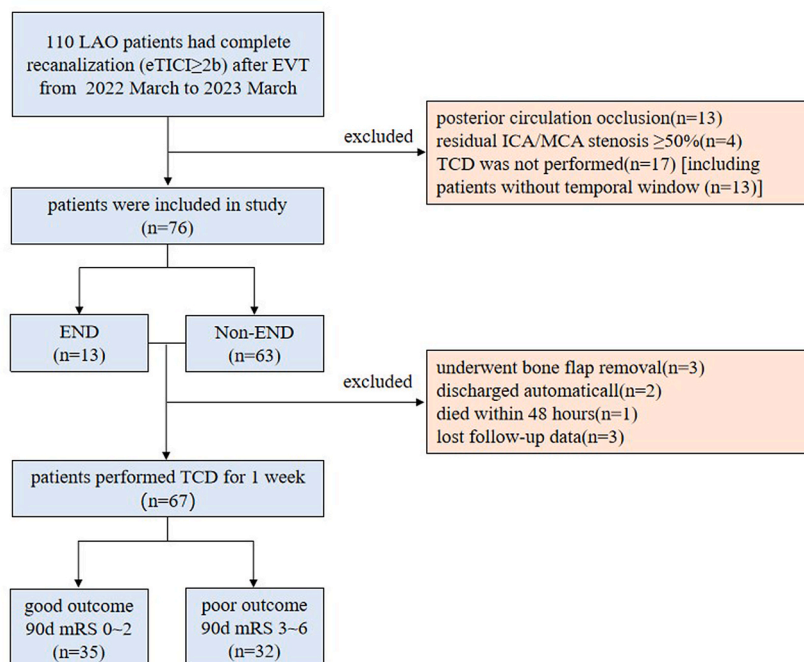 110 LAO patients had complete
recanalization (eTICI≥2b) after EVT
from 2022 March to 2023 March
excluded
posterior circulation occlusion(n=13)
residual ICA/MCA stenosis ≥50%(n=4)
TCD was not performed(n=17) [including
patients without temporal window (n=13)]
patients were included in study
(n=76)
END
(n=13)
Non-END
(n=63)
excluded
underwent bone flap removal(n=3)
discharged automaticall(n=2)
died within 48 hours(n=1)
lost follow-up data(n=3)
patients performed TCD for 1 week
(n=67)
good outcome
90d mRS 0~2
(n=35)
poor outcome
90d mRS 3~6
(n=32)